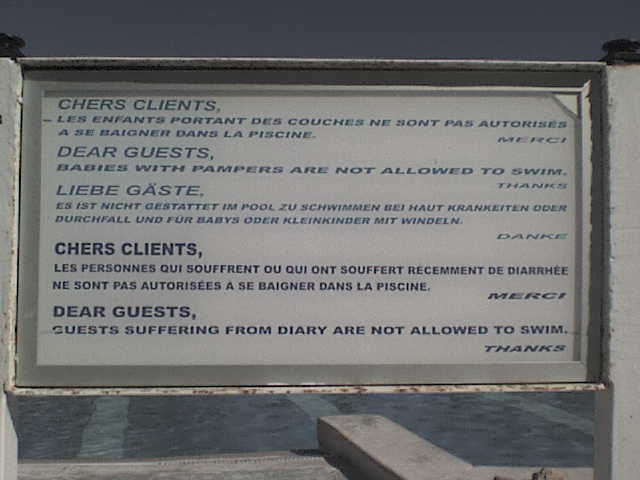 CHERS CLIENTS,
LES ENFANTS PORTANT DES COUCHES NE SONT PAS AUTORISÉS
A SE BAIGNER DANS LA PISCINE.
MERCI
DEAR GUESTS,
BABIES WITH PAMPERS ARE NOT ALLOWED TO SWIM.
THANKS
LIEBE GÄSTE,
ES IST NICHT GESTATTET IM POOL ZU SCHWIMMEN BEI HAUT KRANKEITEN ODER
DURCHFALL UND FÜR BABYS ODER KLEINKINDER MIT WINDELN.
DANKE
CHERS CLIENTS,
LES PERSONNES QUI SOUFFRENT OU QUI ONT SOUFFERT RÉCEMMENT DE DIARRHÉE
NE SONT PAS AUTORISÉES A SE BAIGNER DANS LA PISCINE.
MERCI
DEAR GUESTS,
GUESTS SUFFERING FROM DIARY ARE NOT ALLOWED TO SWIM.
THANKS